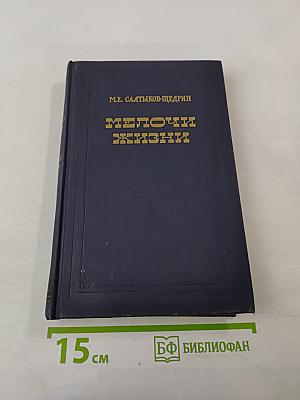 М.Е. САЛТЫКОВ-ЩЕДРИН
МЕЛОЧИ
ЖИЗНИ
15 см
БФ БИБЛИОФАН